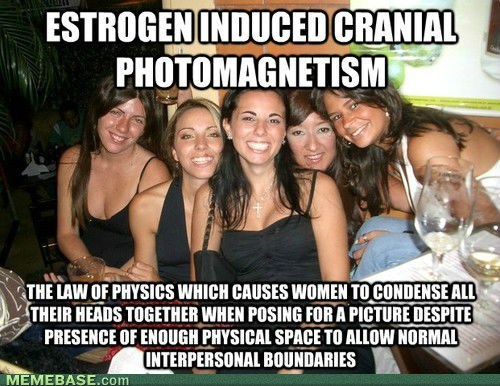 ESTROGEN INDUCED CRANIAL
PHOTOMAGNETISM
THE LAW OF PHYSICS WHICH CAUSES WOMEN TO CONDENSE ALL
THEIR HEADS TOGETHER WHEN POSING FOR A PICTURE DESPITE
PRESENCE OF ENOUGH PHYSICAL SPACE TO ALLOW NORMAL
INTERPERSONAL BOUNDARIES
MEMEBASE.com